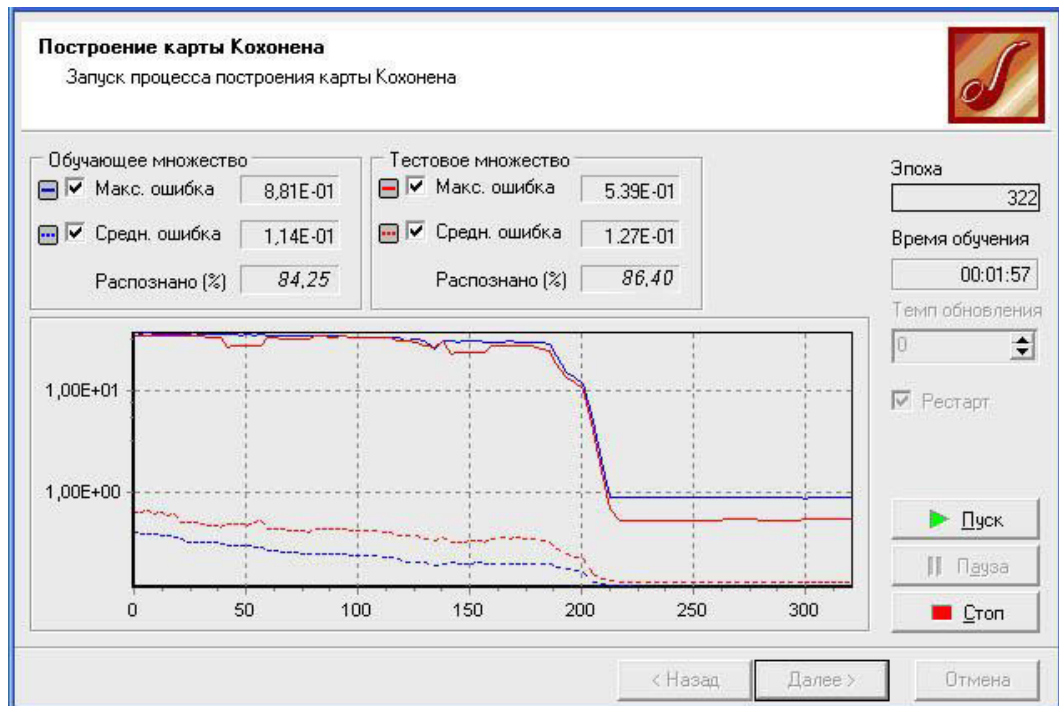 Построение карты Кохонена
Запуск процесса построения карты Кохонена
Обучающее множество
Макс. ошибка 8,81E-01
Средн. ошибка 1,14E-01
Распознано (%) 84,25
Тестовое множество
Макс. ошибка 5.39E-01
Средн. ошибка 1.27E-01
Распознано (%) 86,40
Эпоха
322
Время обучения
00:01:57
Темп обновления
0
Рестарт
1,00E+01
1,00E+00
0 50 100 150 200 250 300
Пуск
Пауза
Стоп
< Назад Далее > Отмена